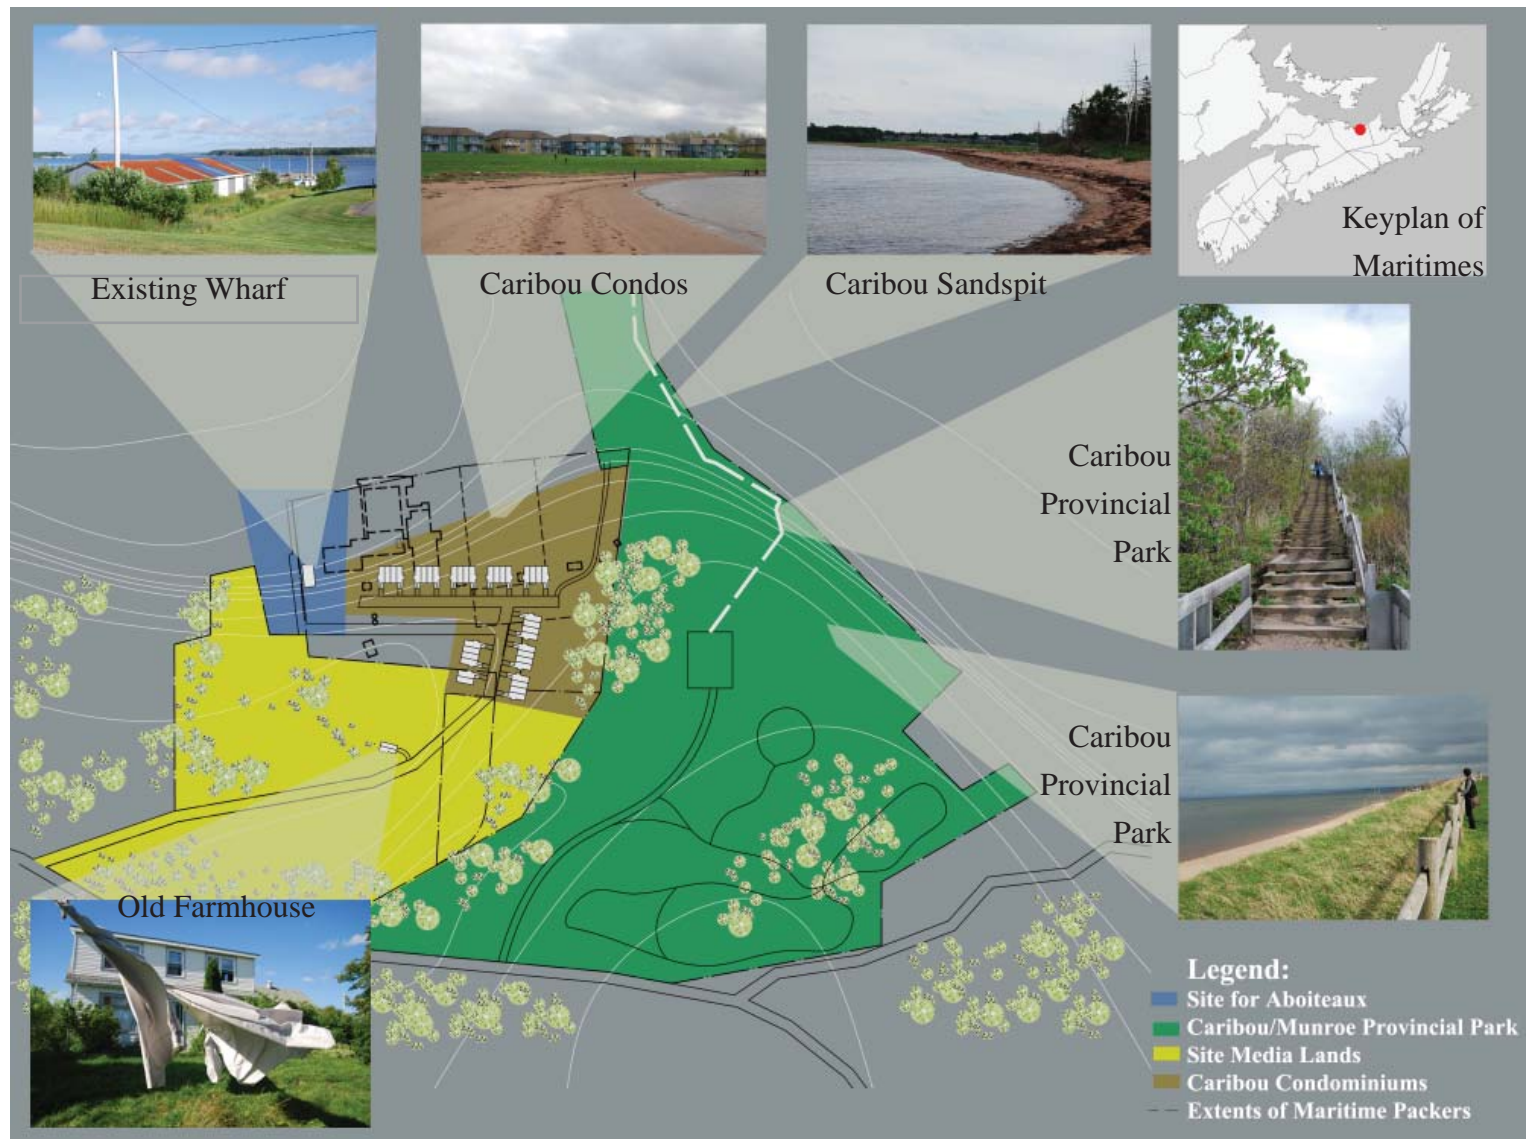 Existing Wharf
Caribou Condos
Caribou Sandspit
Keyplan of
Maritimes
Caribou
Provincial
Park
Caribou
Provincial
Park
Old Farmhouse
Legend:
Site for Aboiteaux
Caribou/Munroe Provincial Park
Site Media Lands
Caribou Condominiums
Extents of Maritime Packers